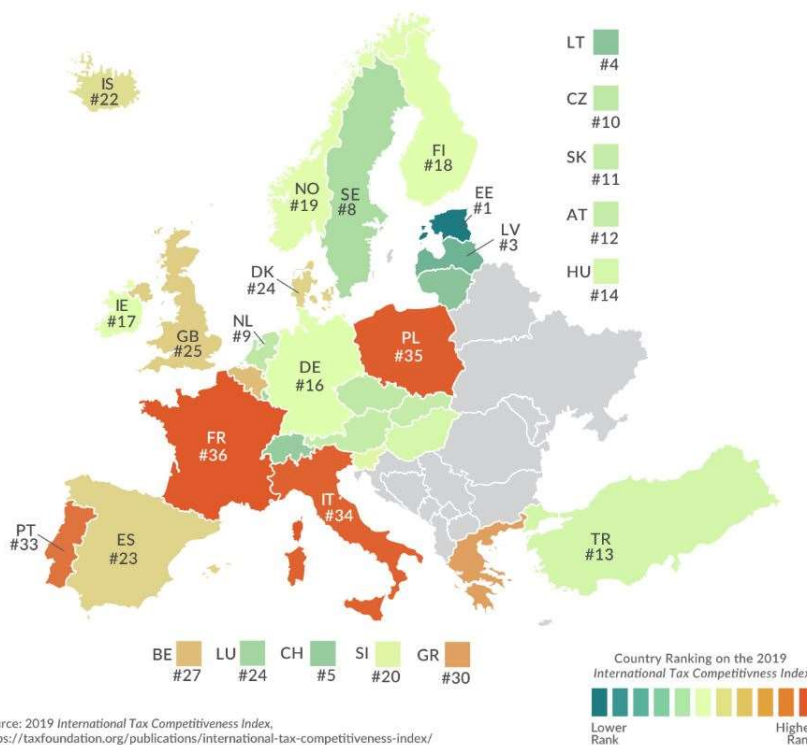 LT
#4
IS
#22
CZ
#10
FI
#18
SK
#11
NO
#19
SE
#8
EE
#1
AT
#12
LV
#3
DK
#24
HU
#14
IE
#17
NL
#9
GB
#25
PL
#35
DE
#16
FR
#36
IT
#34
PT
#33
ES
#23
TR
#13
BE
#27
LU
#24
CH
#5
SI
#20
GR
#30
Country Ranking on the 2019
International Tax Competitivness Index
Lower
Rank
Highe
Ran
urce: 2019 International Tax Competitiveness Index,
ps://taxfoundation.org/publications/international-tax-competitiveness-index/